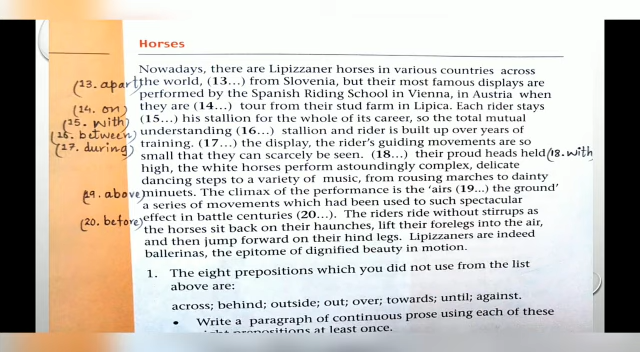 Horses
Nowadays, there are Lipizzaner horses in various countries across
(13. apart) the world, (13...) from Slovenia, but their most famous displays are
performed by the Spanish Riding School in Vienna, in Austria when
(14. on) they are (14...) tour from their stud farm in Lipica. Each rider stays
(15. with) (15...) his stallion for the whole of its career, so the total mutual
(16. between) understanding (16...) stallion and rider is built up over years of
(17. during) training. (17...) the display, the rider's guiding movements are so
small that they can scarcely be seen. (18...) their proud heads held (18. with)
high, the white horses perform astoundingly complex, delicate
dancing steps to a variety of music, from rousing marches to dainty
(19. above) minuets. The climax of the performance is the 'airs (19...) the ground'
a series of movements which had been used to such spectacular
(20. before) effect in battle centuries (20...). The riders ride without stirrups as
the horses sit back on their haunches, lift their forelegs into the air,
and then jump forward on their hind legs. Lipizzaners are indeed
ballerinas, the epitome of dignified beauty in motion.
1. The eight prepositions which you did not use from the list
above are:
across; behind; outside; out; over; towards; until; against.
• Write a paragraph of continuous prose using each of these
prepositions at least once.